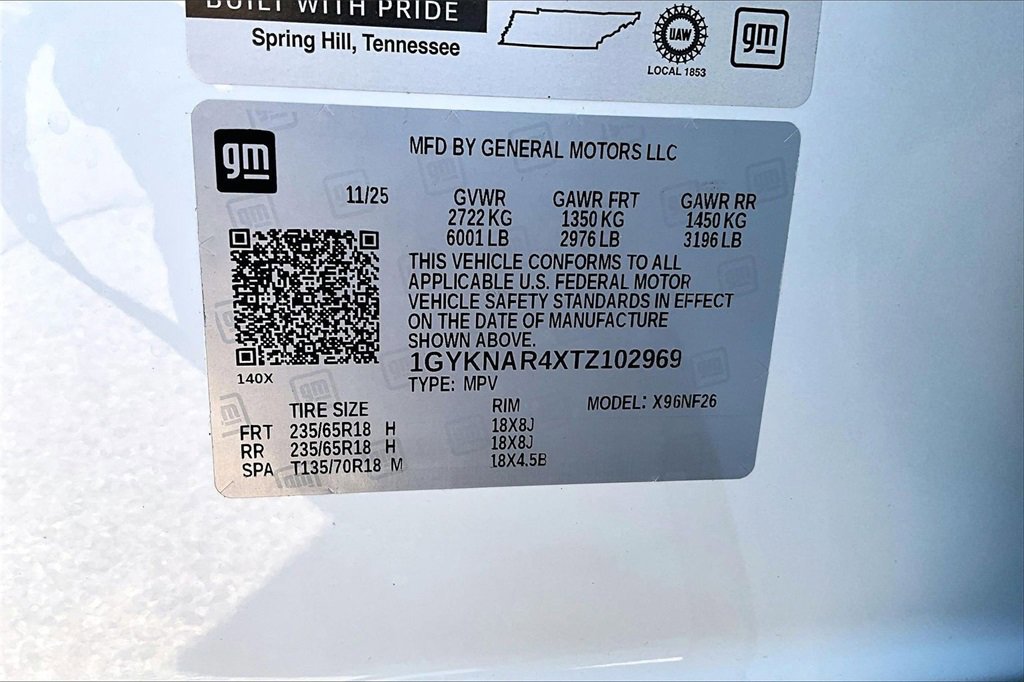 BUILT WITH PRIDE
Spring Hill, Tennessee
UAW
LOCAL 1853
gm
gm
MFD BY GENERAL MOTORS LLC
11/25 GVWR GAWR FRT GAWR RR
2722 KG 1350 KG 1450 KG
6001 LB 2976 LB 3196 LB
THIS VEHICLE CONFORMS TO ALL
APPLICABLE U.S. FEDERAL MOTOR
VEHICLE SAFETY STANDARDS IN EFFECT
ON THE DATE OF MANUFACTURE
SHOWN ABOVE.
1GYKNAR4XTZ102969
140X
TYPE: MPV
TIRE SIZE RIM MODEL: X96NF26
FRT 235/65R18 H 18X8J
RR 235/65R18 H 18X8J
SPA T135/70R18 M 18X4.5B